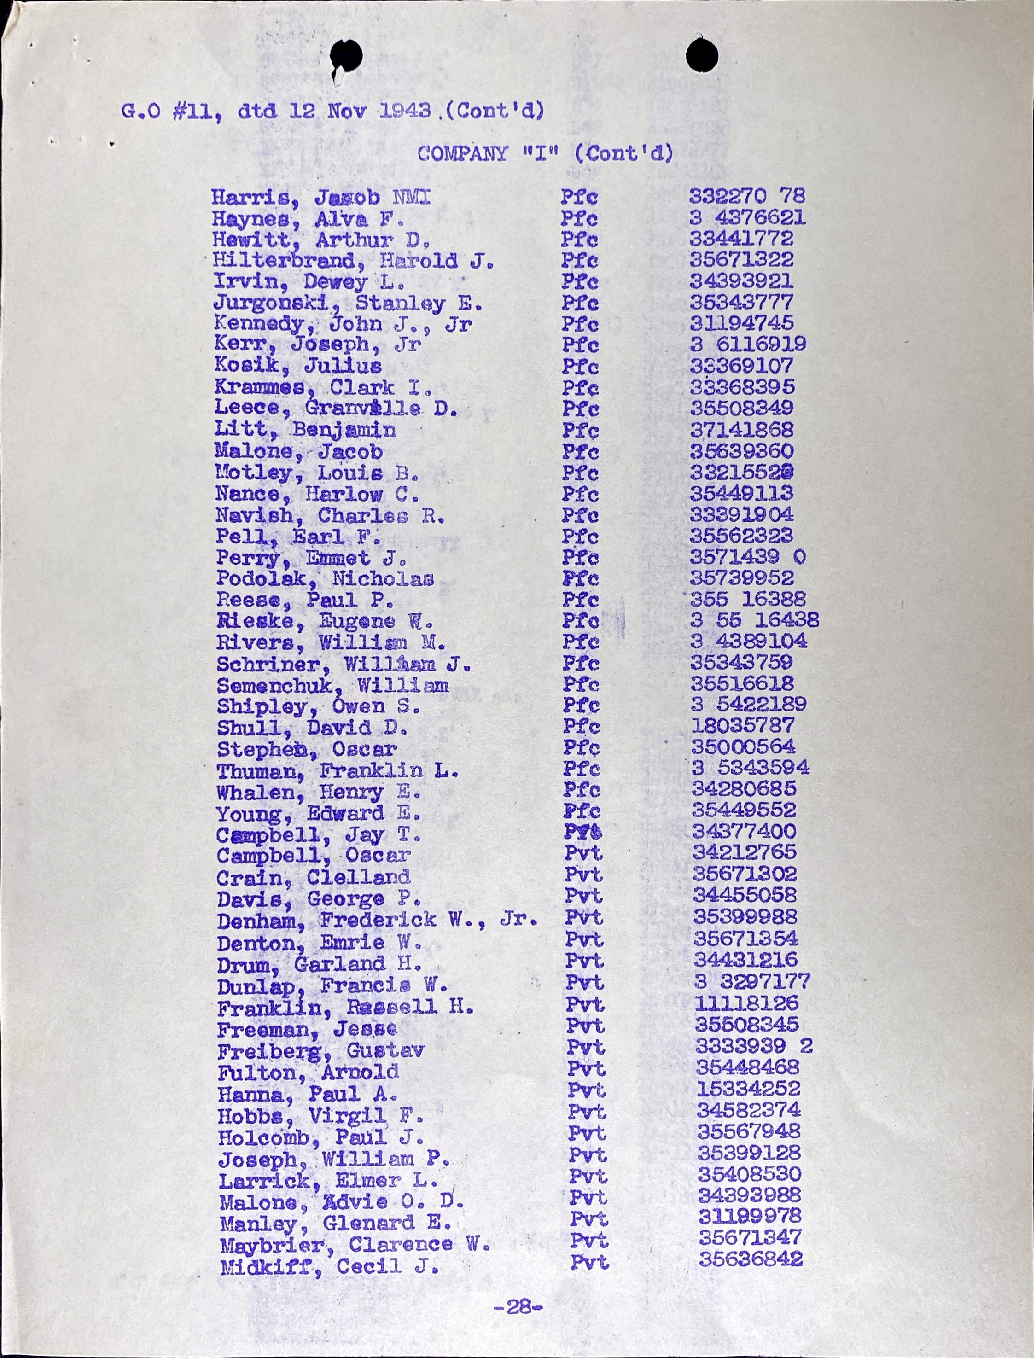 G.O #11, dtd 12 Nov 1943.(Cont'd)
COMPANY "I" (Cont'd)
Harris, Jacob NMI Pfc 332270 78
Haynes, Alva F. Pfc 3 4376621
Hewitt, Arthur D. Pfc 33441772
Hilterbrand, Harold J. Pfc 35671322
Irvin, Dewey L. Pfc 34393921
Jurgonski, Stanley E. Pfc 35343777
Kennedy, John J., Jr Pfc 31194745
Kerr, Joseph, Jr Pfc 3 6116919
Kosik, Julius Pfc 33369107
Krammes, Clark I. Pfc 33368395
Leece, Granville D. Pfc 35508349
Litt, Benjamin Pfc 37141868
Malone, Jacob Pfc 35639360
Motley, Louis B. Pfc
Nance, Harlow C. Pfc 35449113
Navish, Charles R. Pfc 33391904
Pell, Earl F. Pfc 35562323
Perry, Emmet J. Pfc 3571439 0
Podolak, Nicholas Pfc 35739952
Reese, Paul P. Pfc 355 16388
Rieske, Eugene W. Pfc 3 55 16438
Rivers, William M. Pfc 3 4389104
Schriner, William J. Pfc 35343759
Semenchuk, William Pfc 35516618
Shipley, Owen S. Pfc 3 5422189
Shull, David D. Pfc 18035787
Stephen, Oscar Pfc 35000564
Thuman, Franklin L. Pfc 3 5343594
Whalen, Henry E. Pfc 34280685
Young, Edward E. Pfc 35449552
Campbell, Jay T. Pvt 34377400
Campbell, Oscar Pvt 34212765
Crain, Clelland Pvt 35671302
Davis, George P. Pvt 34455058
Denham, Frederick W., Jr. Pvt 35399988
Denton, Emrie W. Pvt 35671354
Drum, Garland H. Pvt 34431216
Dunlap, Francis W. Pvt 3 3297177
Franklin, Russell H. Pvt 11118126
Freeman, Jesse Pvt 35508345
Freiberg, Gustav Pvt 3333939 2
Fulton, Arnold Pvt 35448468
Hanna, Paul A. Pvt 15334252
Hobbs, Virgil F. Pvt 34582374
Holcomb, Paul J. Pvt 35567948
Joseph, William P. Pvt 35399128
Larrick, Elmer L. Pvt 35408530
Malone, Advie O. D. Pvt 34393988
Manley, Glenard E. Pvt 31199978
Maybrier, Clarence W. Pvt 35671347
Midkiff, Cecil J. Pvt 35636842
-28-